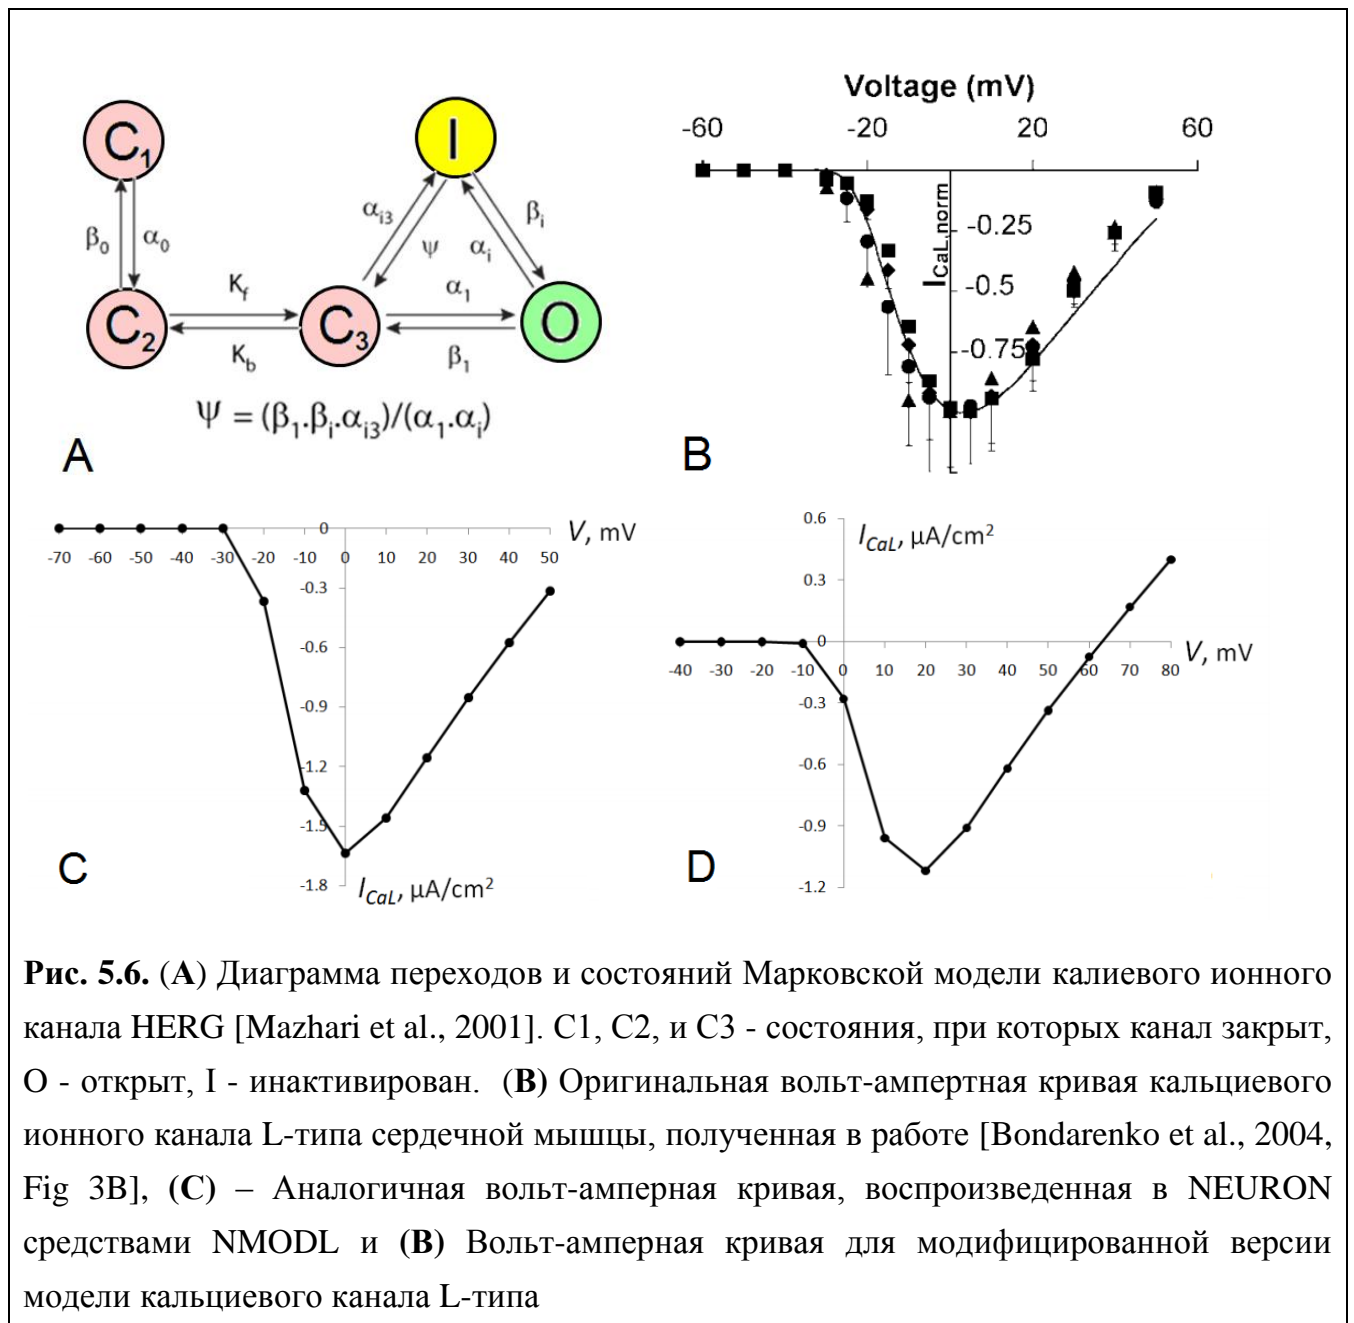 C1
I
β0
α0
αi3
ψ
αi
βi
C2
Kf
Kb
C3
α1
β1
O
ψ = (β1.βi.αi3)/(α1.αi)
A
Voltage (mV)
-60 -20 20 60
ICaL,norm
-0.25
-0.5
-0.75
B
0
V, mV
-70 -60 -50 -40 -30 -20 -10 0 10 20 30 40 50
-0.3
-0.6
-0.9
-1.2
-1.5
-1.8
ICaL, µA/cm2
C
0.6
ICaL, µA/cm2
0.3
0
V, mV
-40 -30 -20 -10 0 10 20 30 40 50 60 70 80
-0.3
-0.6
-0.9
-1.2
D
Рис. 5.6. (A) Диаграмма переходов и состояний Марковской модели калиевого ионного
канала HERG [Mazhari et al., 2001]. C1, C2, и C3 - состояния, при которых канал закрыт,
O - открыт, I - инактивирован. (B) Оригинальная вольт-ампертная кривая кальциевого
ионного канала L-типа сердечной мышцы, полученная в работе [Bondarenko et al., 2004,
Fig 3B], (C) – Аналогичная вольт-амперная кривая, воспроизведенная в NEURON
средствами NMODL и (B) Вольт-амперная кривая для модифицированной версии
модели кальциевого канала L-типа